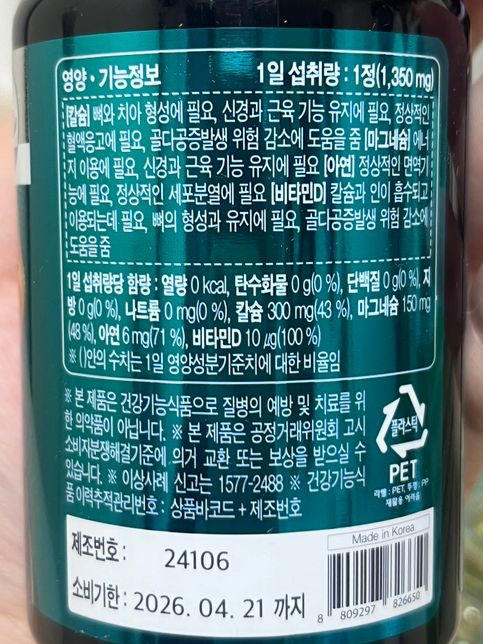 영양·기능정보 1일 섭취량 : 1정(1,350 mg)
[칼슘] 뼈와 치아 형성에 필요, 신경과 근육 기능 유지에 필요, 정상적인
혈액응고에 필요, 골다공증발생 위험 감소에 도움을 줌 [마그네슘] 에너
지 이용에 필요, 신경과 근육 기능 유지에 필요 [아연] 정상적인 면역기
능에 필요, 정상적인 세포분열에 필요 [비타민D] 칼슘과 인이 흡수되고
이용되는데 필요, 뼈의 형성과 유지에 필요, 골다공증발생 위험 감소에
도움을 줌
1일 섭취량당 함량 : 열량 0 kcal, 탄수화물 0 g(0 %), 단백질 0 g(0 %), 지
방 0 g(0 %), 나트륨 0 mg(0 %), 칼슘 300 mg(43 %), 마그네슘 150 mg
(48 %), 아연 6 mg(71 %), 비타민D 10 µg(100 %)
※ ( )안의 수치는 1일 영양성분기준치에 대한 비율임
※ 본 제품은 건강기능식품으로 질병의 예방 및 치료를 위
한 의약품이 아닙니다. ※ 본 제품은 공정거래위원회 고시
소비자분쟁해결기준에 의거 교환 또는 보상을 받으실 수
있습니다. ※ 이상사례 신고는 1577-2488 ※ 건강기능식
품 이력추적관리번호 : 상품바코드 + 제조번호
플라스틱
PET
라벨 : PET, 뚜껑 : PP
재활용 어려움
제조번호 : 24106
소비기한 : 2026. 04. 21 까지
Made in Korea
8 809297 826650